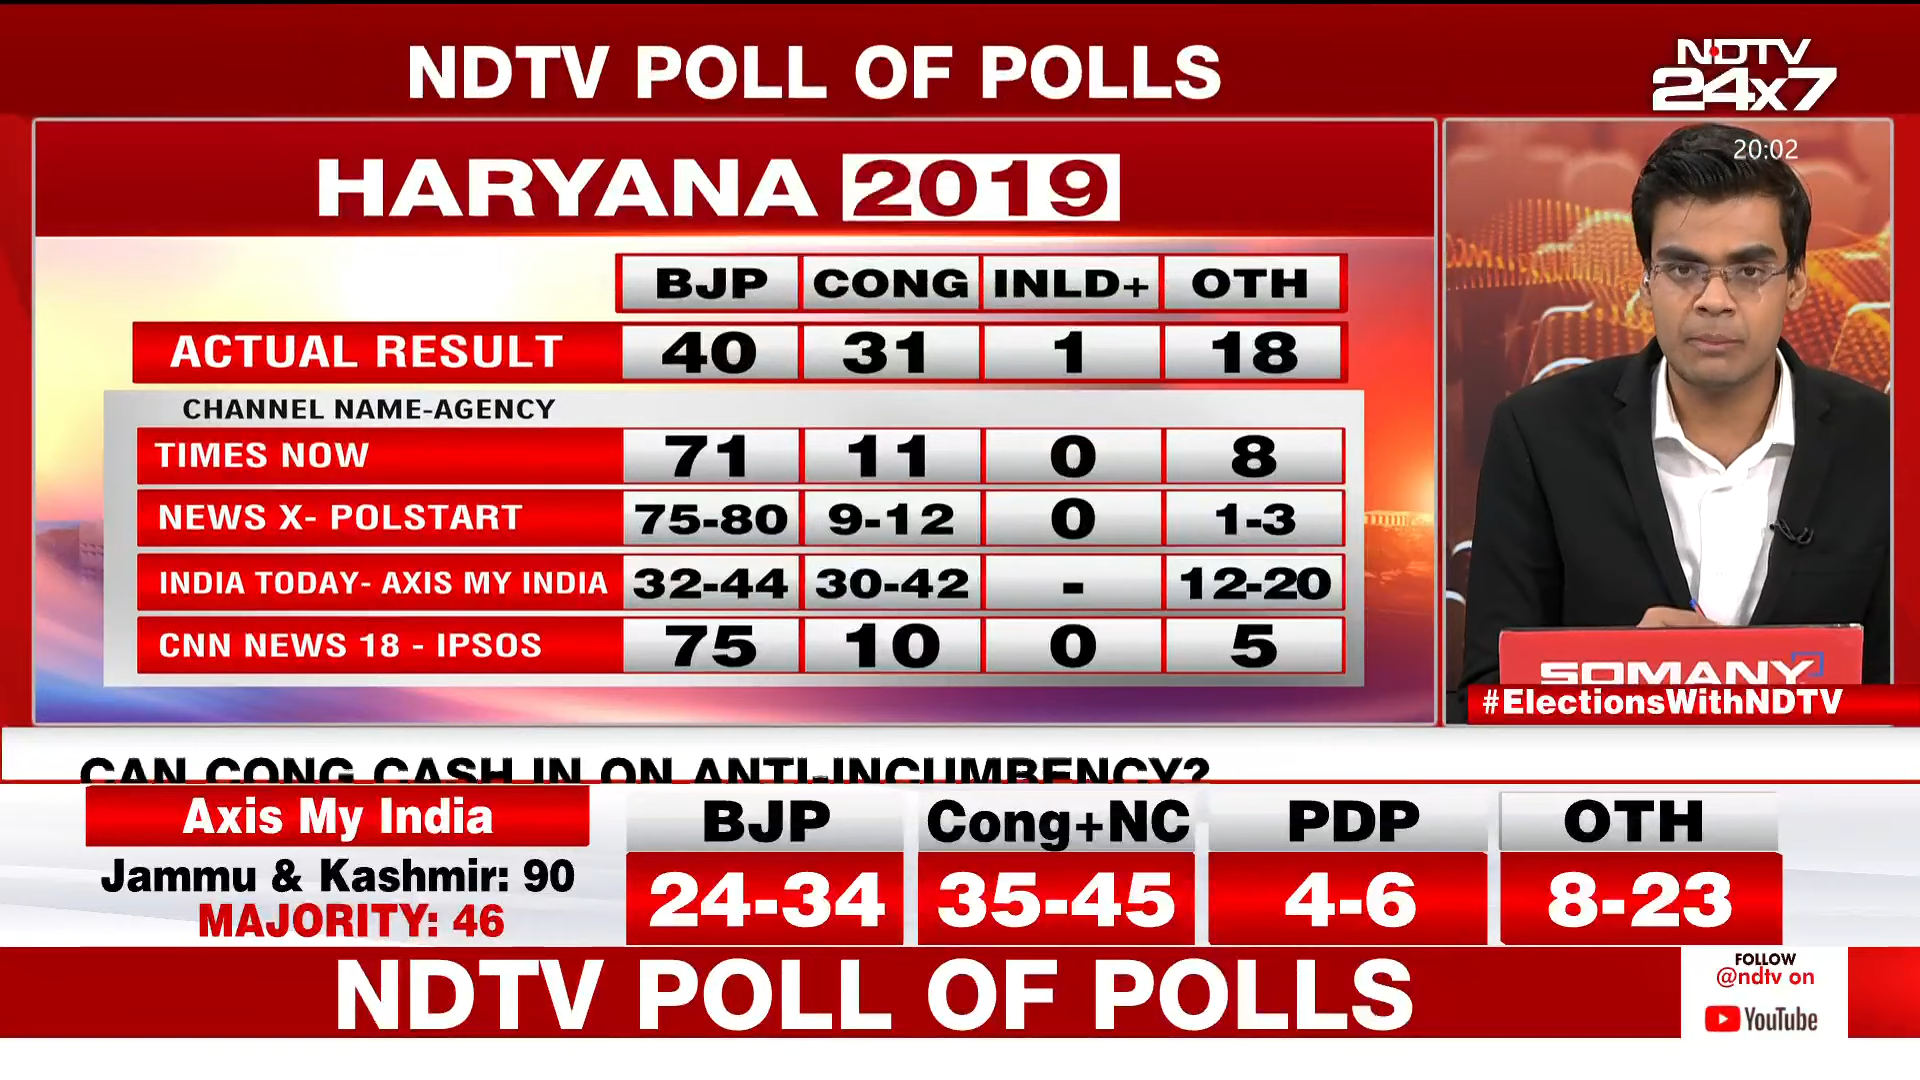 NDTV POLL OF POLLS
NDTV
24x7
20:02
HARYANA 2019
BJP CONG INLD+ OTH
ACTUAL RESULT 40 31 1 18
CHANNEL NAME-AGENCY
TIMES NOW 71 11 0 8
NEWS X- POLSTART 75-80 9-12 0 1-3
INDIA TODAY- AXIS MY INDIA 32-44 30-42 - 12-20
CNN NEWS 18 - IPSOS 75 10 0 5
SOMANY
#ElectionsWithNDTV
CAN CONG CASH IN ON ANTI-INCUMBENCY?
Axis My India BJP Cong+NC PDP OTH
Jammu & Kashmir: 90 24-34 35-45 4-6 8-23
MAJORITY: 46
NDTV POLL OF POLLS
FOLLOW
@ndtv on
YouTube